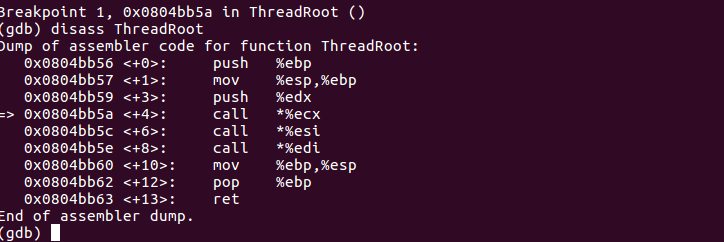 Breakpoint 1, 0x0804bb5a in ThreadRoot ()
(gdb) disass ThreadRoot
Dump of assembler code for function ThreadRoot:
   0x0804bb56 <+0>:     push   %ebp
   0x0804bb57 <+1>:     mov    %esp,%ebp
   0x0804bb59 <+3>:     push   %edx
=> 0x0804bb5a <+4>:     call   *%ecx
   0x0804bb5c <+6>:     call   *%esi
   0x0804bb5e <+8>:     call   *%edi
   0x0804bb60 <+10>:    mov    %ebp,%esp
   0x0804bb62 <+12>:    pop    %ebp
   0x0804bb63 <+13>:    ret
End of assembler dump.
(gdb)